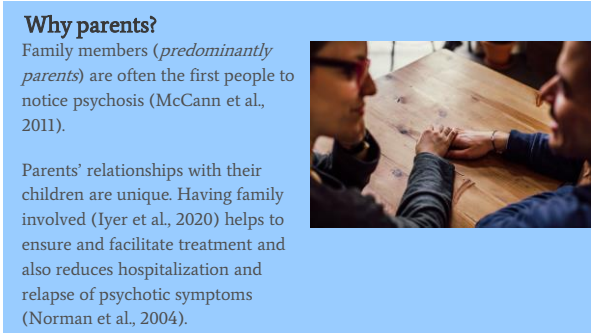 Why parents?
Family members (predominantly
parents) are often the first people to
notice psychosis (McCann et al.,
2011).
Parents' relationships with their
children are unique. Having family
involved (Iyer et al., 2020) helps to
ensure and facilitate treatment and
also reduces hospitalization and
relapse of psychotic symptoms
(Norman et al., 2004).